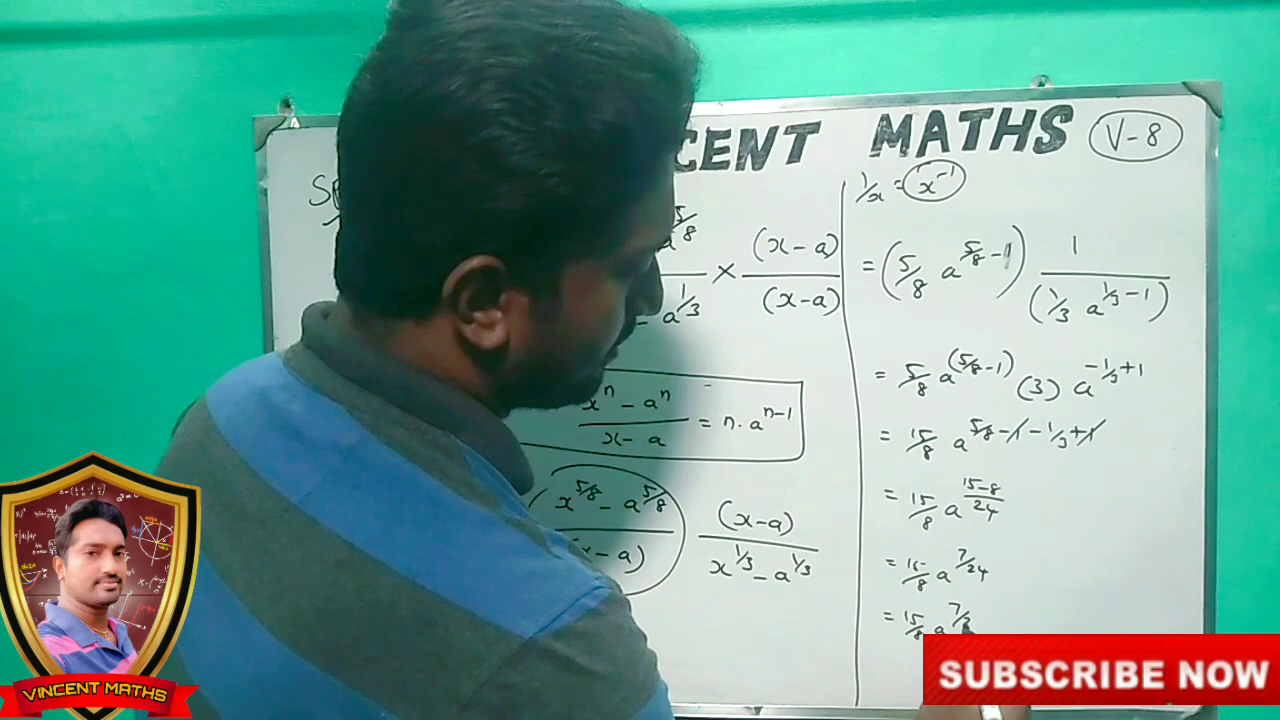 CENT MATHS V-8
5/8 × (x-a)
- a^1/3 (x-a)
x^n - a^n / x - a = n. a^n-1
x^5/8 - a^5/8 (x-a)
- a) x^1/3 - a^1/3
1/x = x^-1
= (5/8 a^5/8-1) 1 / (1/3 a^1/3-1)
= 5/8 a^(5/8-1) (3) a^-1/3+1
= 15/8 a^5/8-1-1/3+1
= 15/8 a^15-8/24
= 15/8 a^7/24
= 15/8 a^7/
VINCENT MATHS
SUBSCRIBE NOW